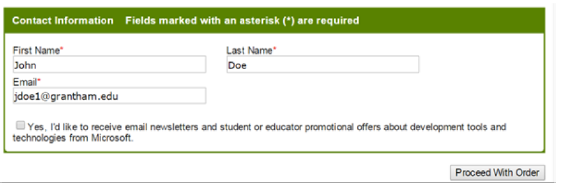 Contact Information Fields marked with an asterisk (*) are required
First Name* Last Name*
John Doe
Email*
jdoe1@grantham.edu
Yes, I'd like to receive email newsletters and student or educator promotional offers about development tools and
technologies from Microsoft.
Proceed With Order